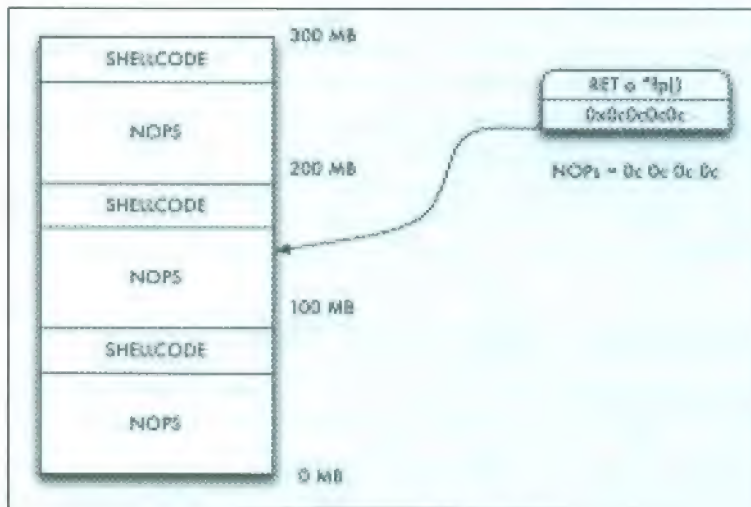 300 MB
SHELLCODE
NOPS
200 MB
SHELLCODE
NOPS
100 MB
SHELLCODE
NOPS
0 MB
RET o *fp()
0x0c0c0c0c
NOPs = 0c 0c 0c 0c